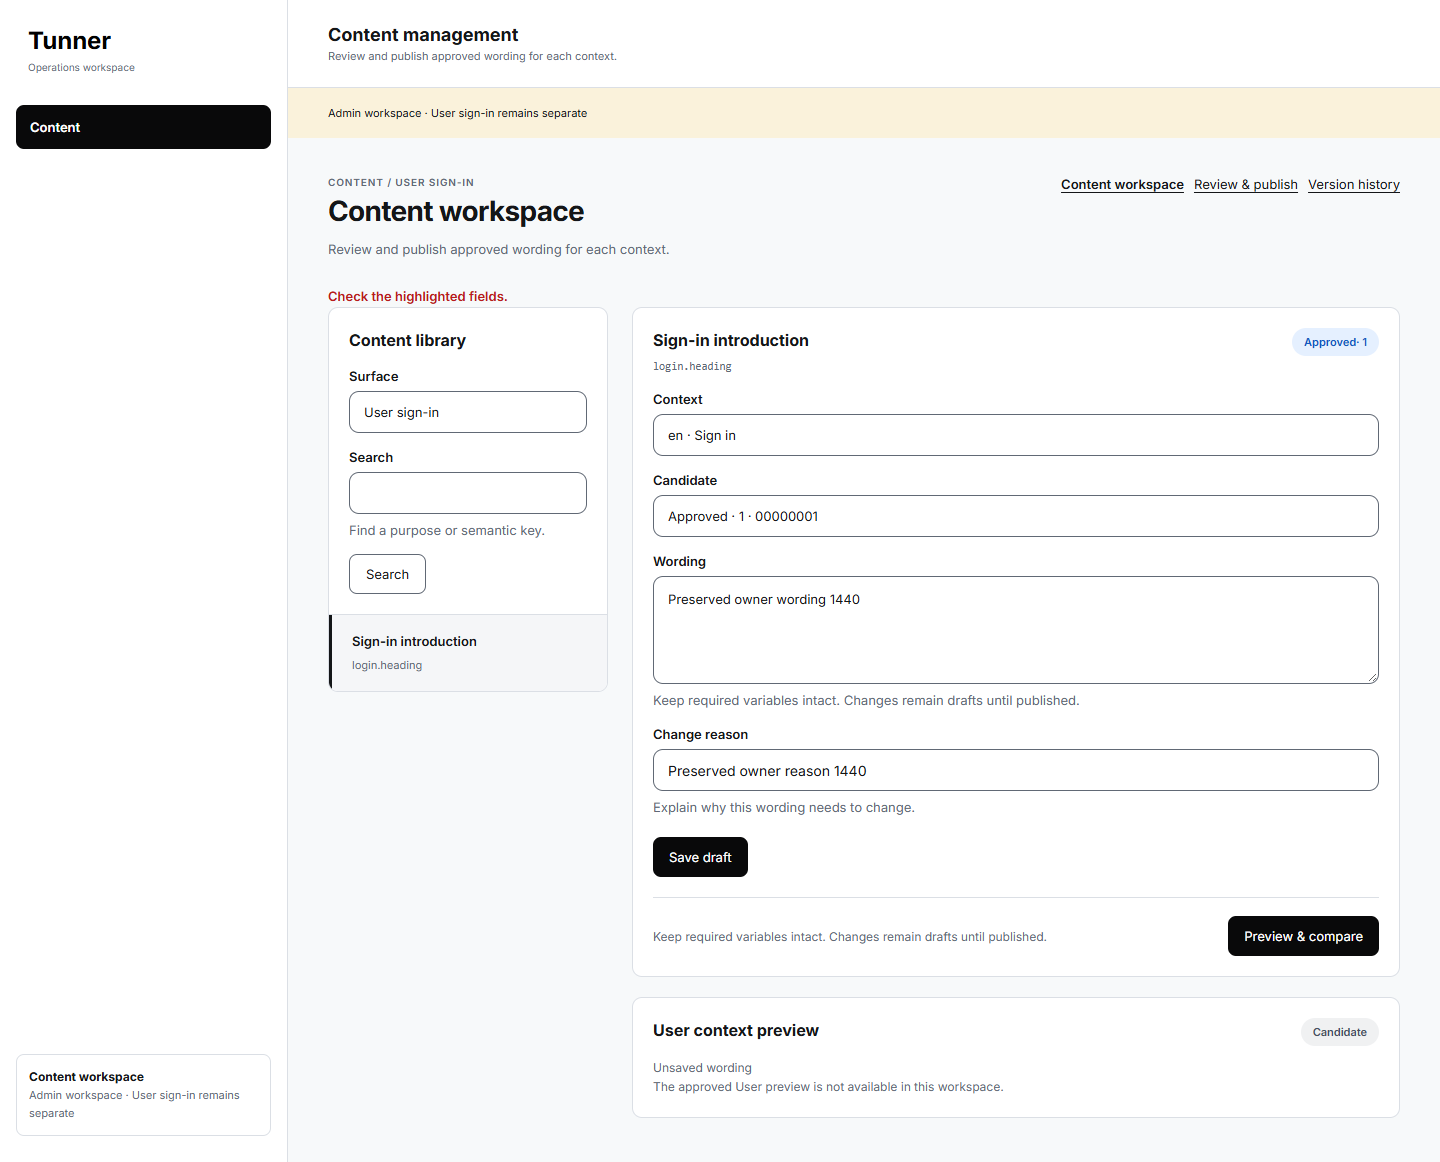 Tunner
Operations workspace
Content
Content workspace
Admin workspace · User sign-in remains
separate
Content management
Review and publish approved wording for each context.
Admin workspace · User sign-in remains separate
CONTENT / USER SIGN-IN
Content workspace
Review and publish approved wording for each context.
Content workspace Review & publish Version history
Check the highlighted fields.
Content library
Surface
User sign-in
Search
Find a purpose or semantic key.
Search
Sign-in introduction
login.heading
Sign-in introduction
Approved· 1
login.heading
Context
en · Sign in
Candidate
Approved · 1 · 00000001
Wording
Preserved owner wording 1440
Keep required variables intact. Changes remain drafts until published.
Change reason
Preserved owner reason 1440
Explain why this wording needs to change.
Save draft
Keep required variables intact. Changes remain drafts until published.
Preview & compare
User context preview
Candidate
Unsaved wording
The approved User preview is not available in this workspace.